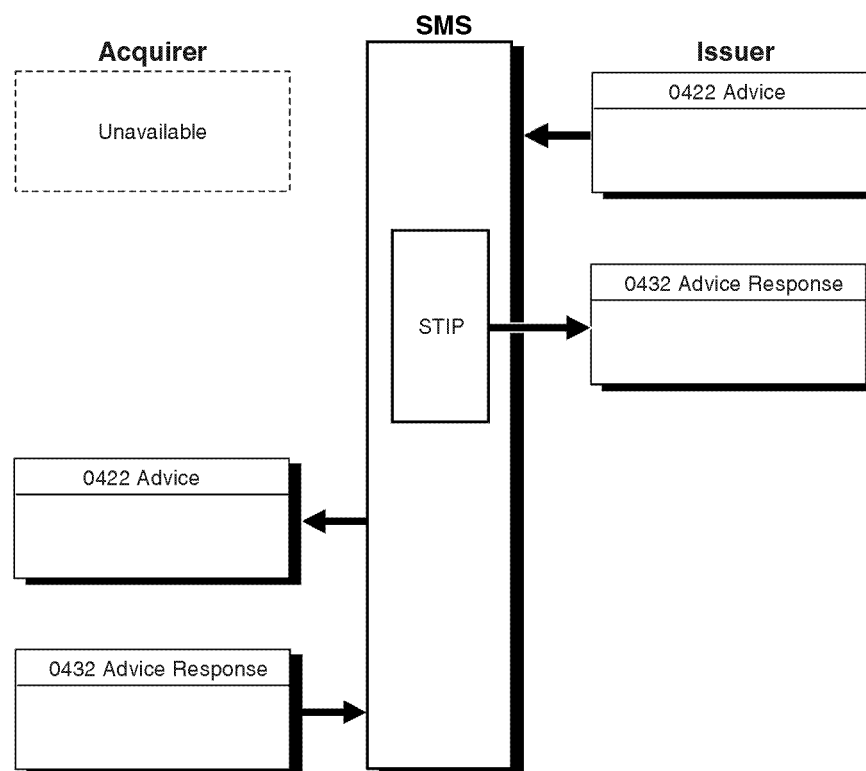 SMS
Acquirer
Issuer
Unavailable
0422 Advice
0432 Advice Response
STIP
0422 Advice
0432 Advice Response